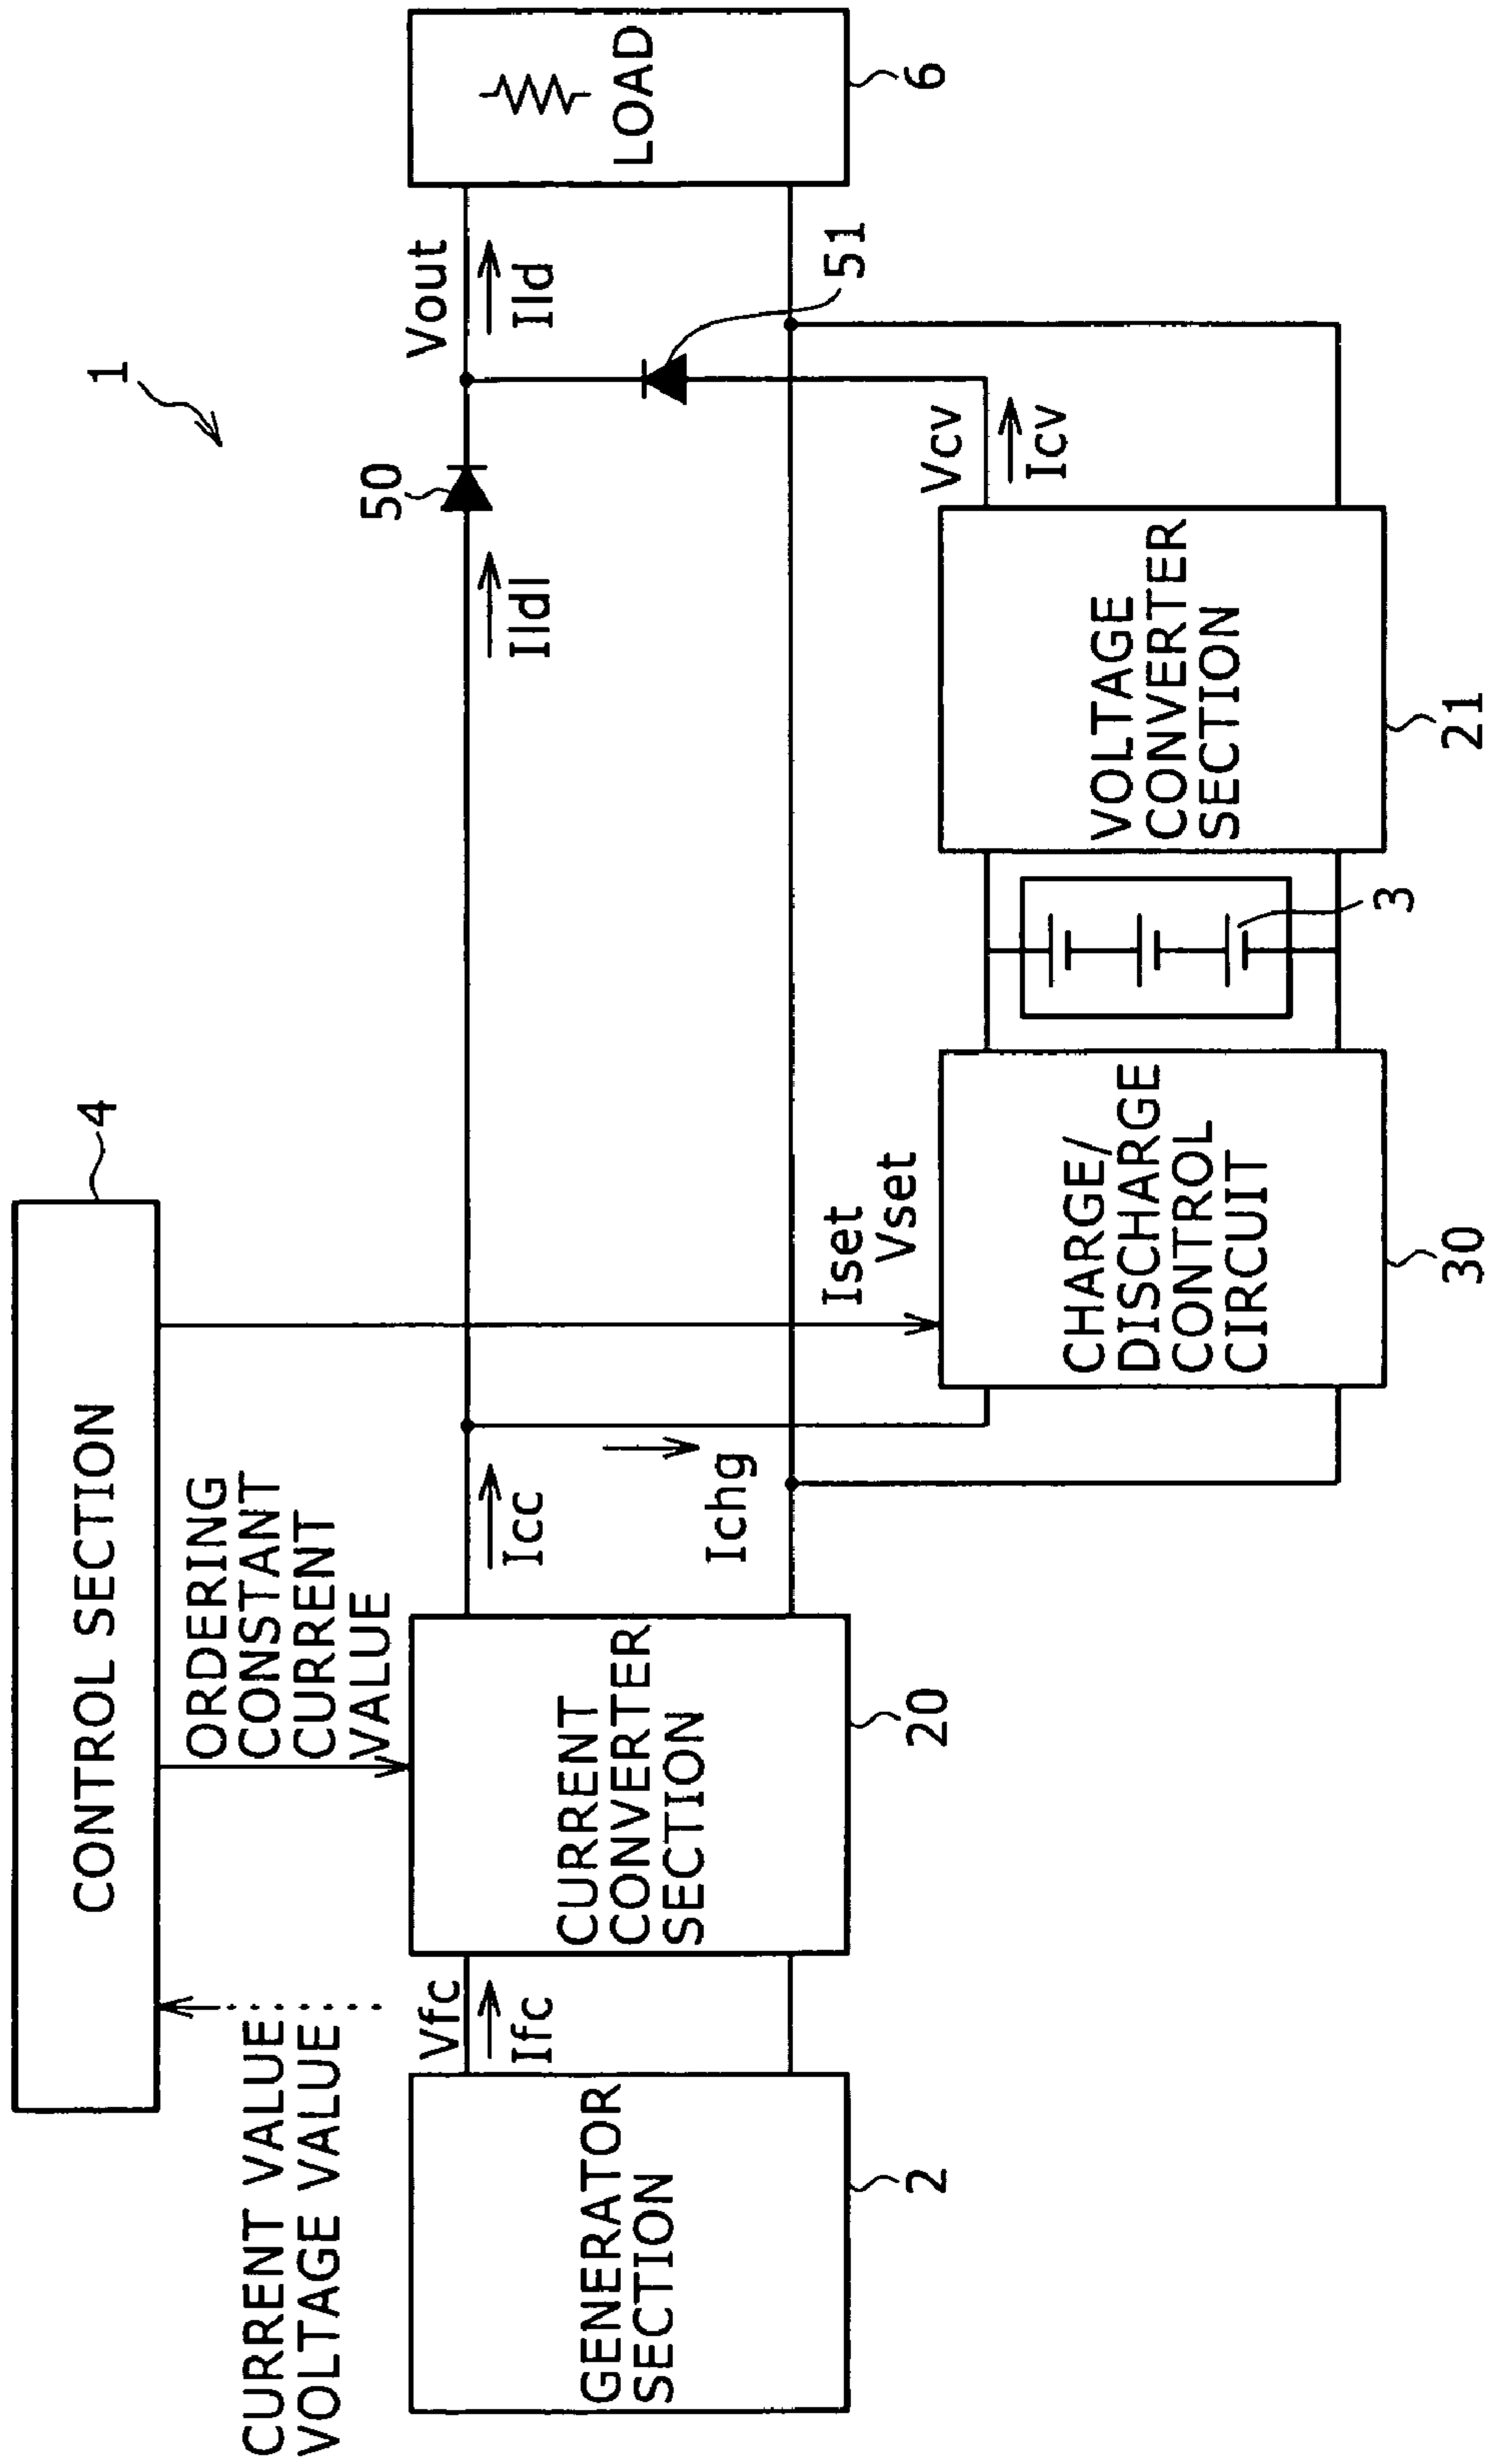 1
CONTROL SECTION
4
CURRENT VALUE
VOLTAGE VALUE
ORDERING
CONSTANT
CURRENT
VALUE
GENERATOR
SECTION
2
Vfc
Ifc
CURRENT
CONVERTER
SECTION
20
Icc
Ichg
Iset
Vset
Ildl
50
Vout
Ild
LOAD
6
51
CHARGE/
DISCHARGE
CONTROL
CIRCUIT
30
3
VOLTAGE
CONVERTER
SECTION
21
Vcv
Icv